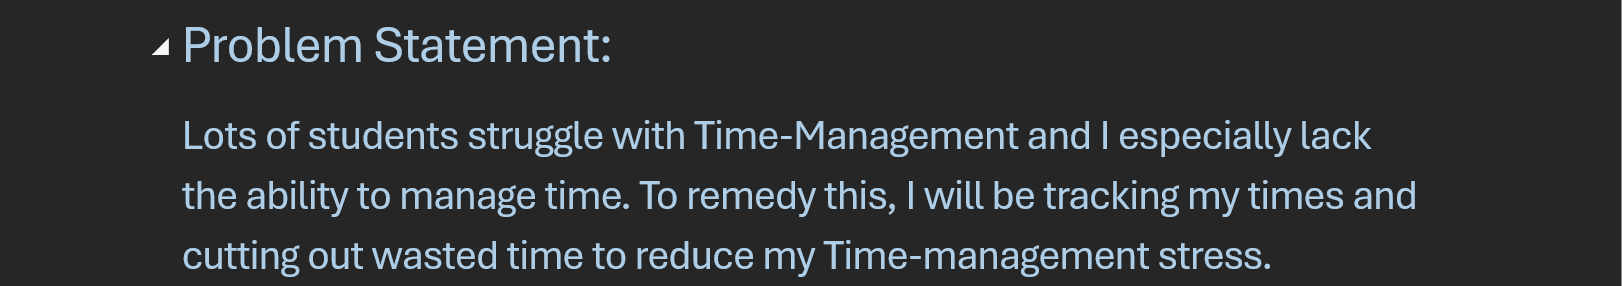 Problem Statement:
Lots of students struggle with Time-Management and I especially lack
the ability to manage time. To remedy this, I will be tracking my times and
cutting out wasted time to reduce my Time-management stress.